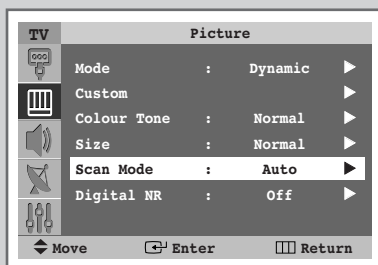 TV Picture
Mode : Dynamic
Custom
Colour Tone : Normal
Size : Normal
Scan Mode : Auto
Digital NR : Off
Move Enter Return